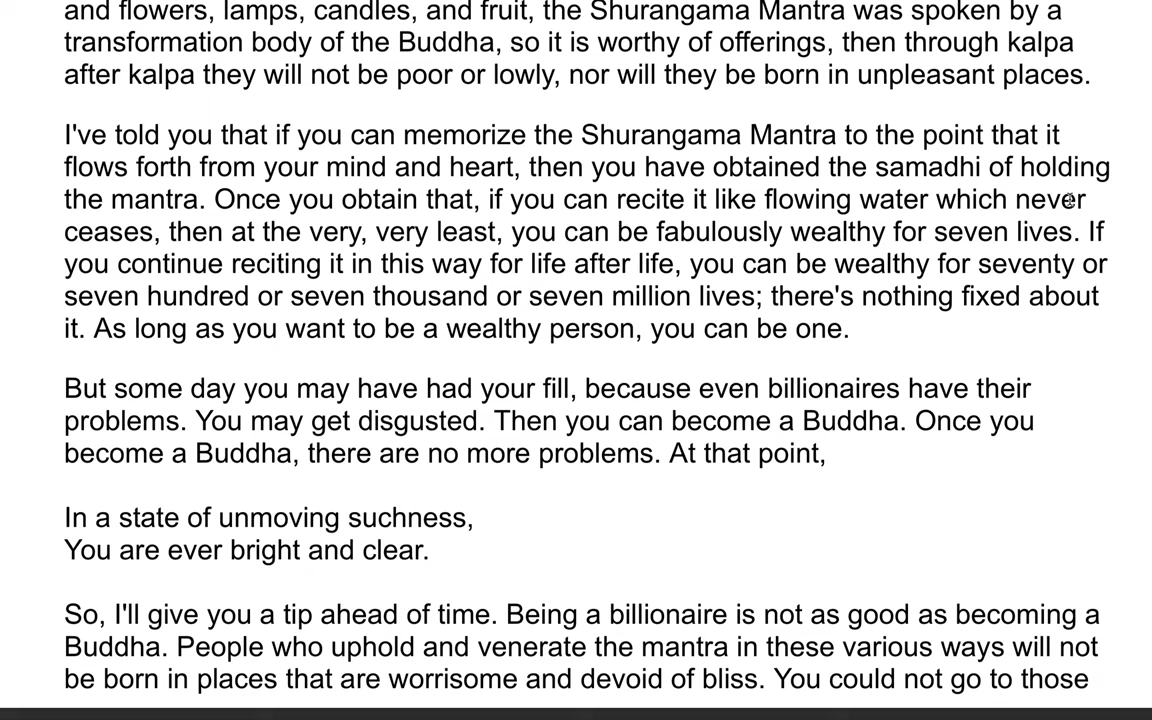 and flowers, lamps, candles, and fruit, the Shurangama Mantra was spoken by a
transformation body of the Buddha, so it is worthy of offerings, then through kalpa
after kalpa they will not be poor or lowly, nor will they be born in unpleasant places.
I've told you that if you can memorize the Shurangama Mantra to the point that it
flows forth from your mind and heart, then you have obtained the samadhi of holding
the mantra. Once you obtain that, if you can recite it like flowing water which never
ceases, then at the very, very least, you can be fabulously wealthy for seven lives. If
you continue reciting it in this way for life after life, you can be wealthy for seventy or
seven hundred or seven thousand or seven million lives; there's nothing fixed about
it. As long as you want to be a wealthy person, you can be one.
But some day you may have had your fill, because even billionaires have their
problems. You may get disgusted. Then you can become a Buddha. Once you
become a Buddha, there are no more problems. At that point,
In a state of unmoving suchness,
You are ever bright and clear.
So, I'll give you a tip ahead of time. Being a billionaire is not as good as becoming a
Buddha. People who uphold and venerate the mantra in these various ways will not
be born in places that are worrisome and devoid of bliss. You could not go to those